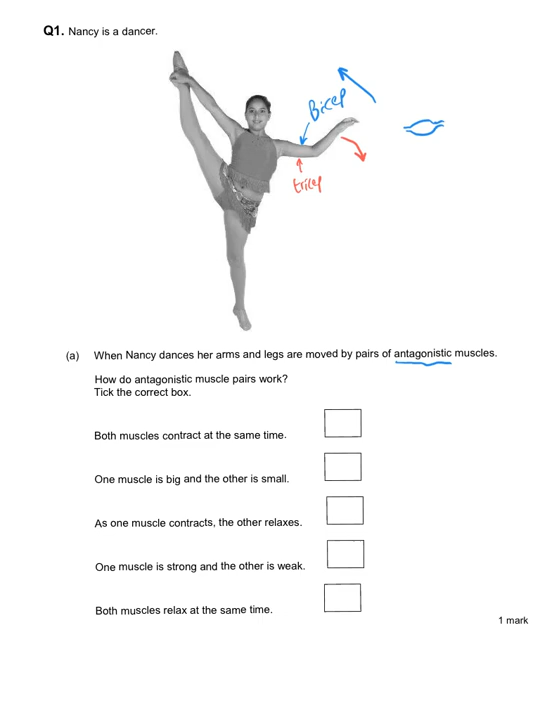 Q1. Nancy is a dancer.
Bicep
tricep
(a) When Nancy dances her arms and legs are moved by pairs of antagonistic muscles.
How do antagonistic muscle pairs work?
Tick the correct box.
Both muscles contract at the same time.
One muscle is big and the other is small.
As one muscle contracts, the other relaxes.
One muscle is strong and the other is weak.
Both muscles relax at the same time.
1 mark